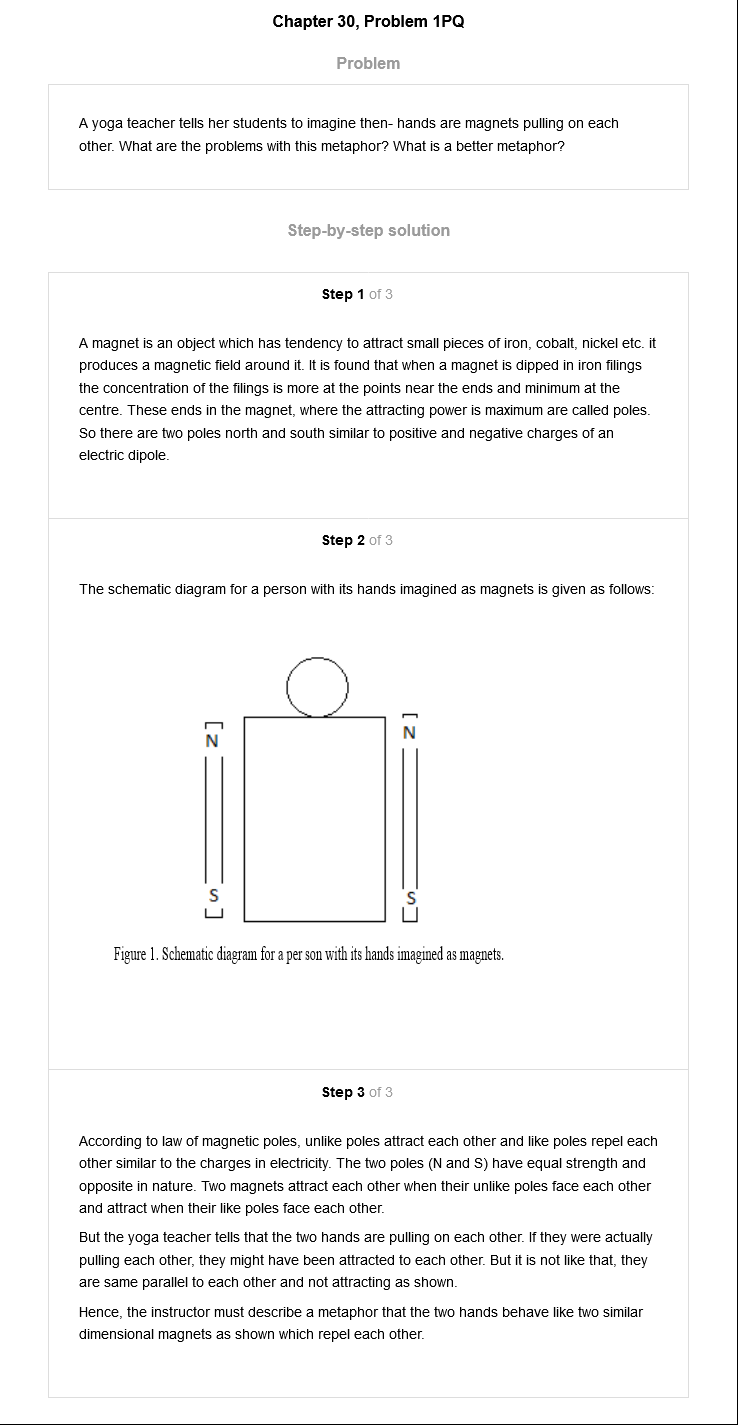 Chapter 30, Problem 1PQ
Problem
A yoga teacher tells her students to imagine then- hands are magnets pulling on each
other. What are the problems with this metaphor? What is a better metaphor?
Step-by-step solution
Step 1 of 3
A magnet is an object which has tendency to attract small pieces of iron, cobalt, nickel etc. it
produces a magnetic field around it. It is found that when a magnet is dipped in iron filings
the concentration of the filings is more at the points near the ends and minimum at the
centre. These ends in the magnet, where the attracting power is maximum are called poles.
So there are two poles north and south similar to positive and negative charges of an
electric dipole.
Step 2 of 3
The schematic diagram for a person with its hands imagined as magnets is given as follows:
N
N
S
S
Figure 1. Schematic diagram for a per son with its hands imagined as magnets.
Step 3 of 3
According to law of magnetic poles, unlike poles attract each other and like poles repel each
other similar to the charges in electricity. The two poles (N and S) have equal strength and
opposite in nature. Two magnets attract each other when their unlike poles face each other
and attract when their like poles face each other.
But the yoga teacher tells that the two hands are pulling on each other. If they were actually
pulling each other, they might have been attracted to each other. But it is not like that, they
are same parallel to each other and not attracting as shown.
Hence, the instructor must describe a metaphor that the two hands behave like two similar
dimensional magnets as shown which repel each other.